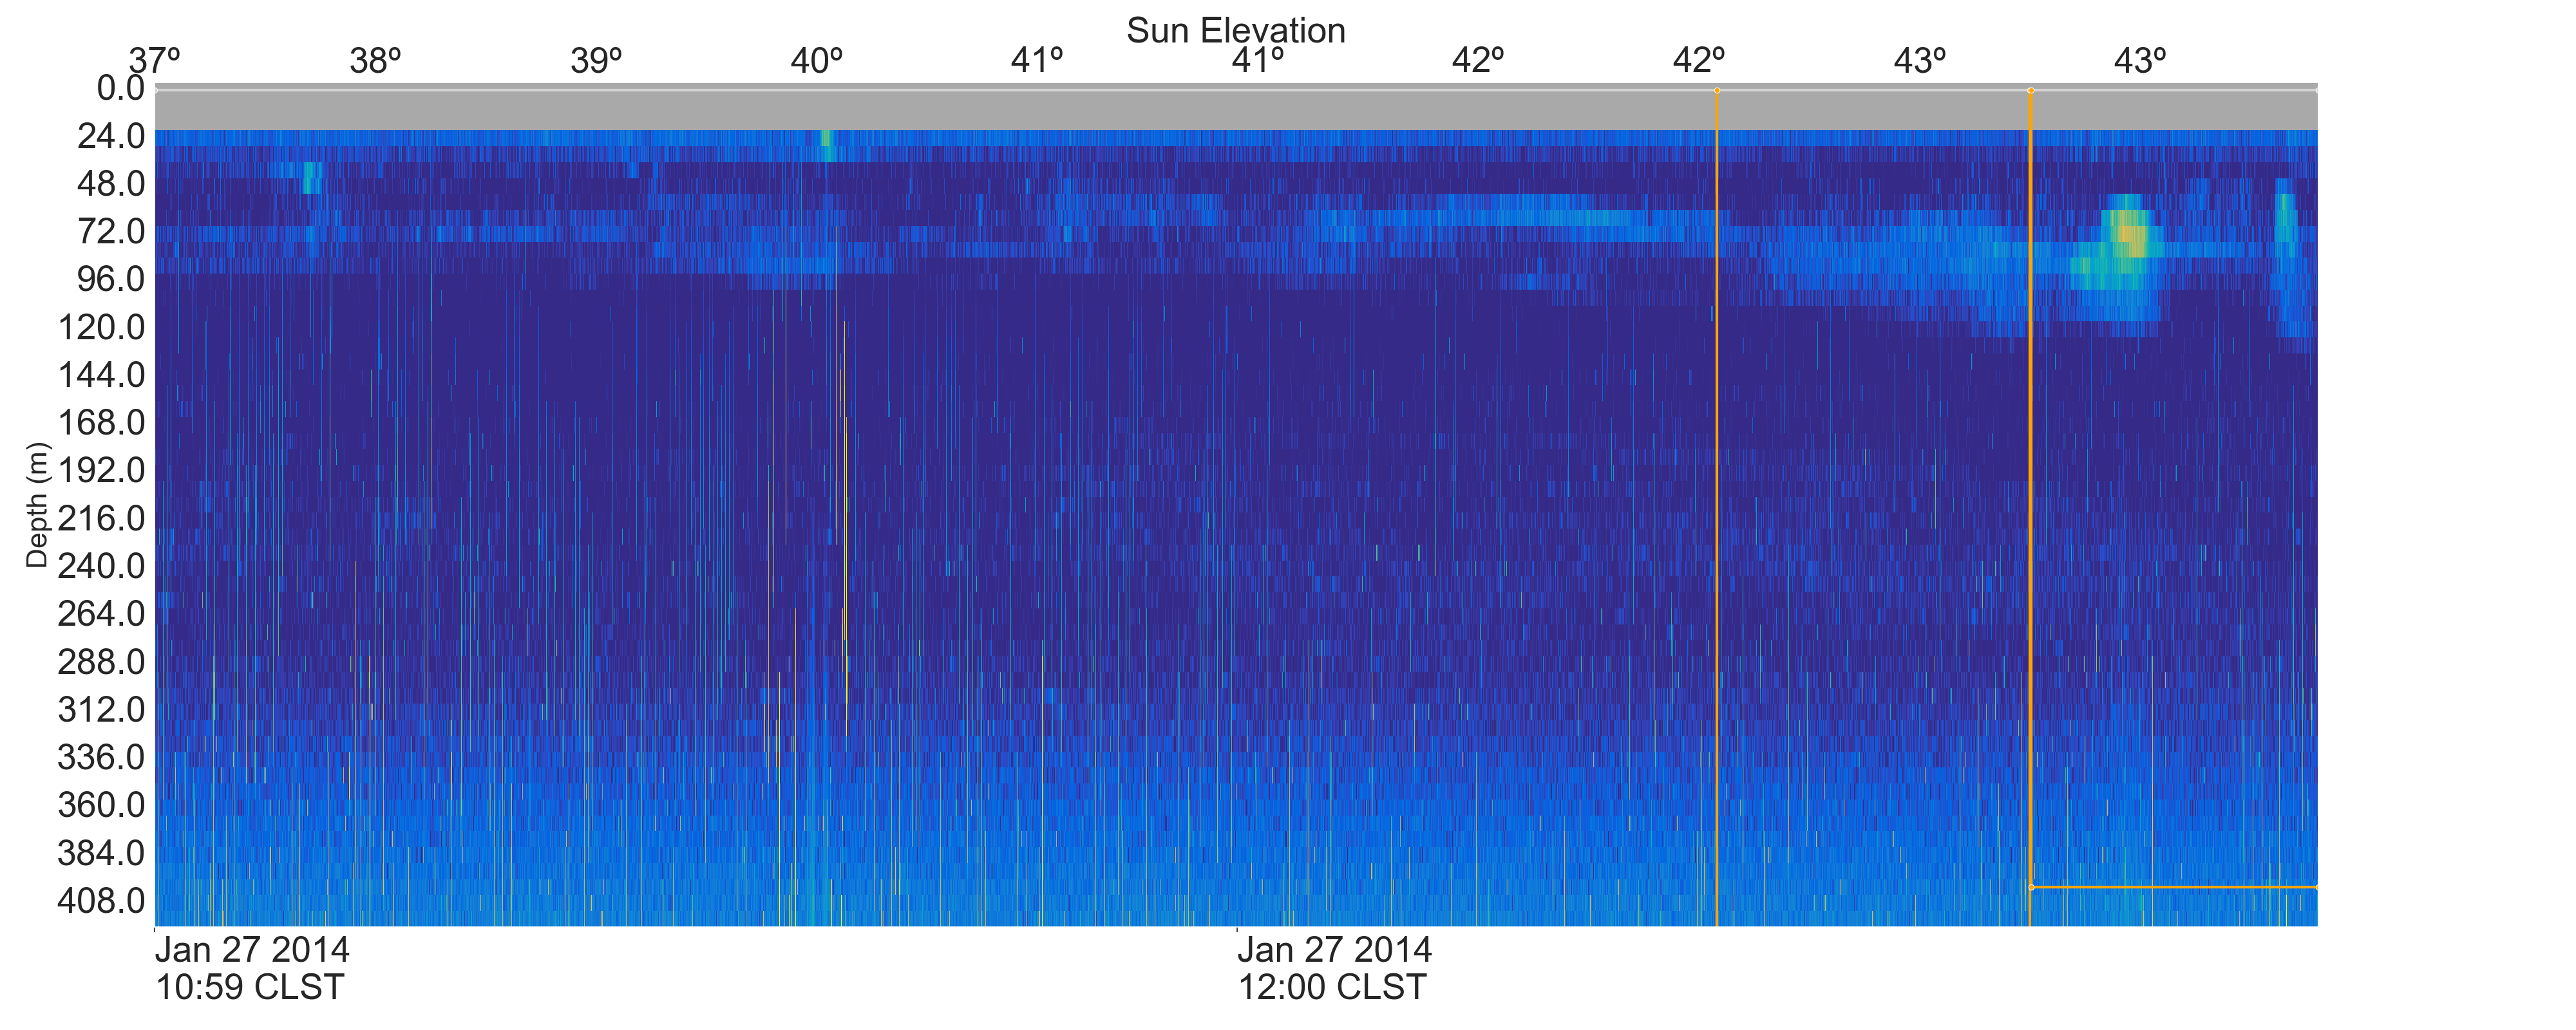 Sun Elevation
37º 38º 39º 40º 41º 41º 42º 42º 43º 43º
0.0
24.0
48.0
72.0
96.0
120.0
144.0
168.0
192.0
216.0
240.0
264.0
288.0
312.0
336.0
360.0
384.0
408.0
Depth (m)
Jan 27 2014
10:59 CLST
Jan 27 2014
12:00 CLST